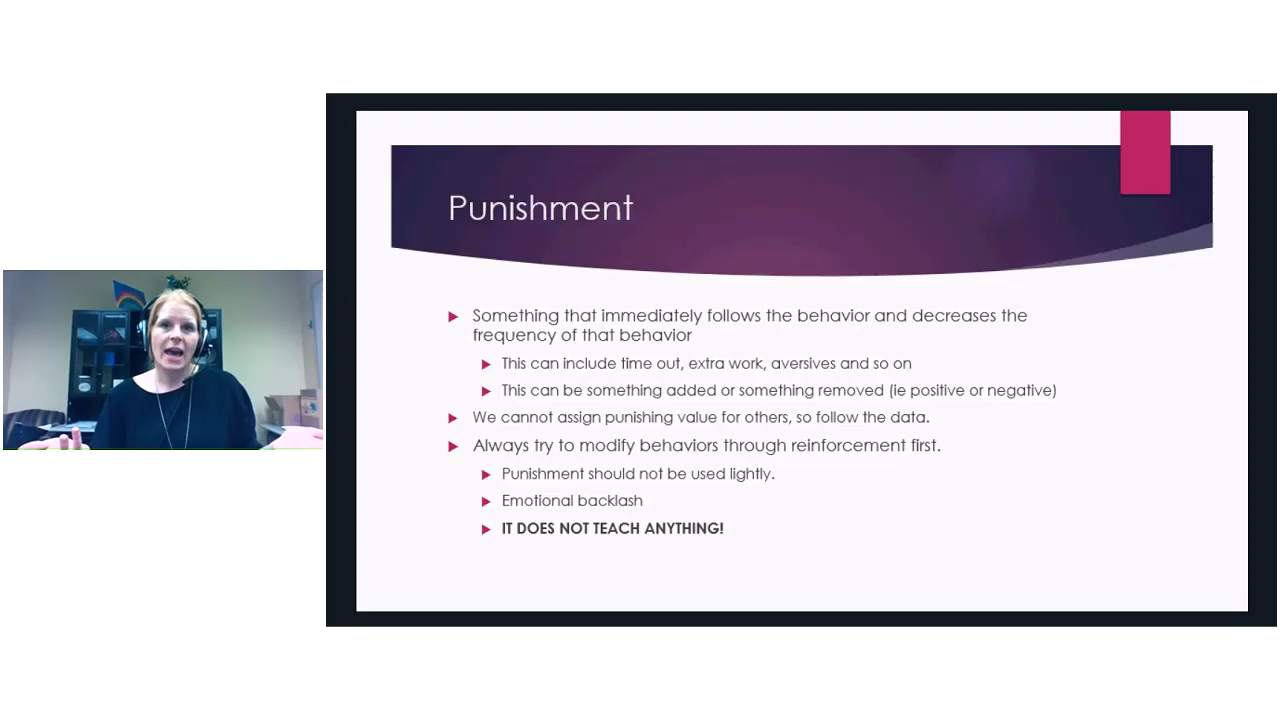 Punishment
Something that immediately follows the behavior and decreases the
frequency of that behavior
This can include time out, extra work, aversives and so on
This can be something added or something removed (ie positive or negative)
We cannot assign punishing value for others, so follow the data.
Always try to modify behaviors through reinforcement first.
Punishment should not be used lightly.
Emotional backlash
IT DOES NOT TEACH ANYTHING!